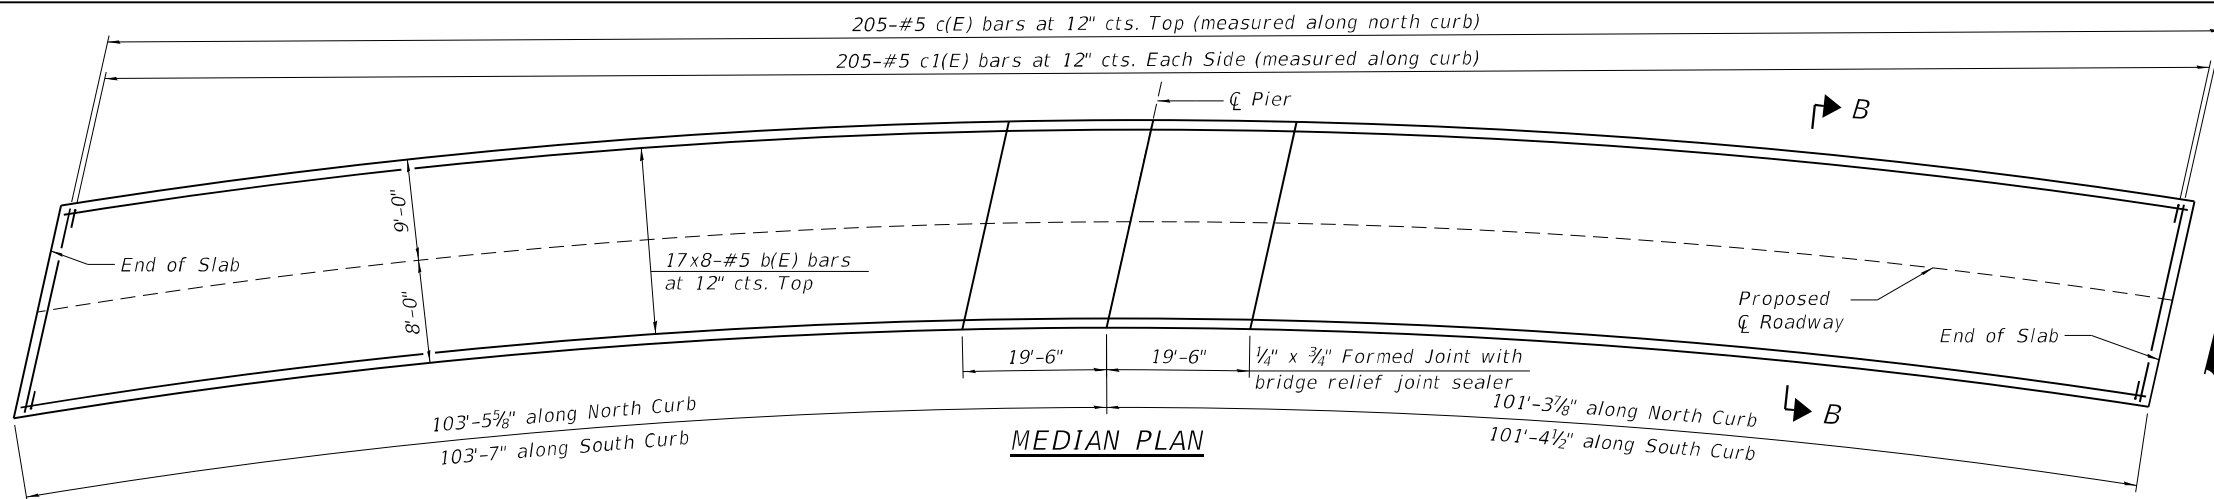 205-#5 c(E) bars at 12" cts. Top (measured along north curb)
205-#5 c1(E) bars at 12" cts. Each Side (measured along curb)
℄ Pier
B
9'-0"
End of Slab
17x8-#5 b(E) bars
at 12" cts. Top
8'-0"
Proposed
℄ Roadway
End of Slab
19'-6"
19'-6"
¼" x ¾" Formed Joint with
bridge relief joint sealer
103'-5⅝" along North Curb
103'-7" along South Curb
101'-3⅞" along North Curb
101'-4½" along South Curb
B
MEDIAN PLAN